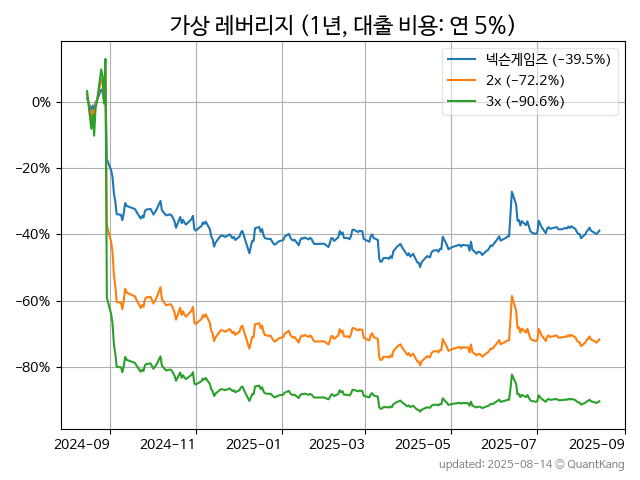 가상 레버리지 (1년, 대출 비용: 연 5%)
넥슨게임즈 (-39.5%)
2x (-72.2%)
3x (-90.6%)
0%
-20%
-40%
-60%
-80%
2024-09
2024-11
2025-01
2025-03
2025-05
2025-07
2025-09
updated: 2025-08-14 © QuantKang